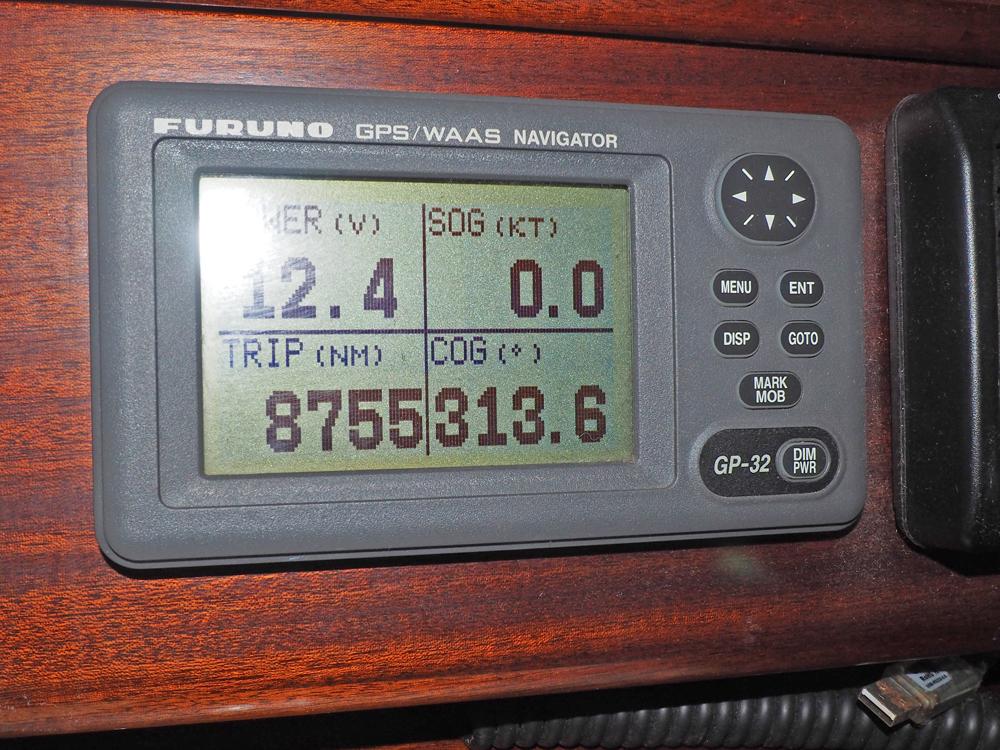 FURUNO GPS/WAAS NAVIGATOR
SOG (KT)
(V)
12.4
0.0
TRIP (NM)
COG (°)
8755
313.6
MENU
ENT
DISP
GOTO
MARK
MOB
GP-32
DIM
PWR